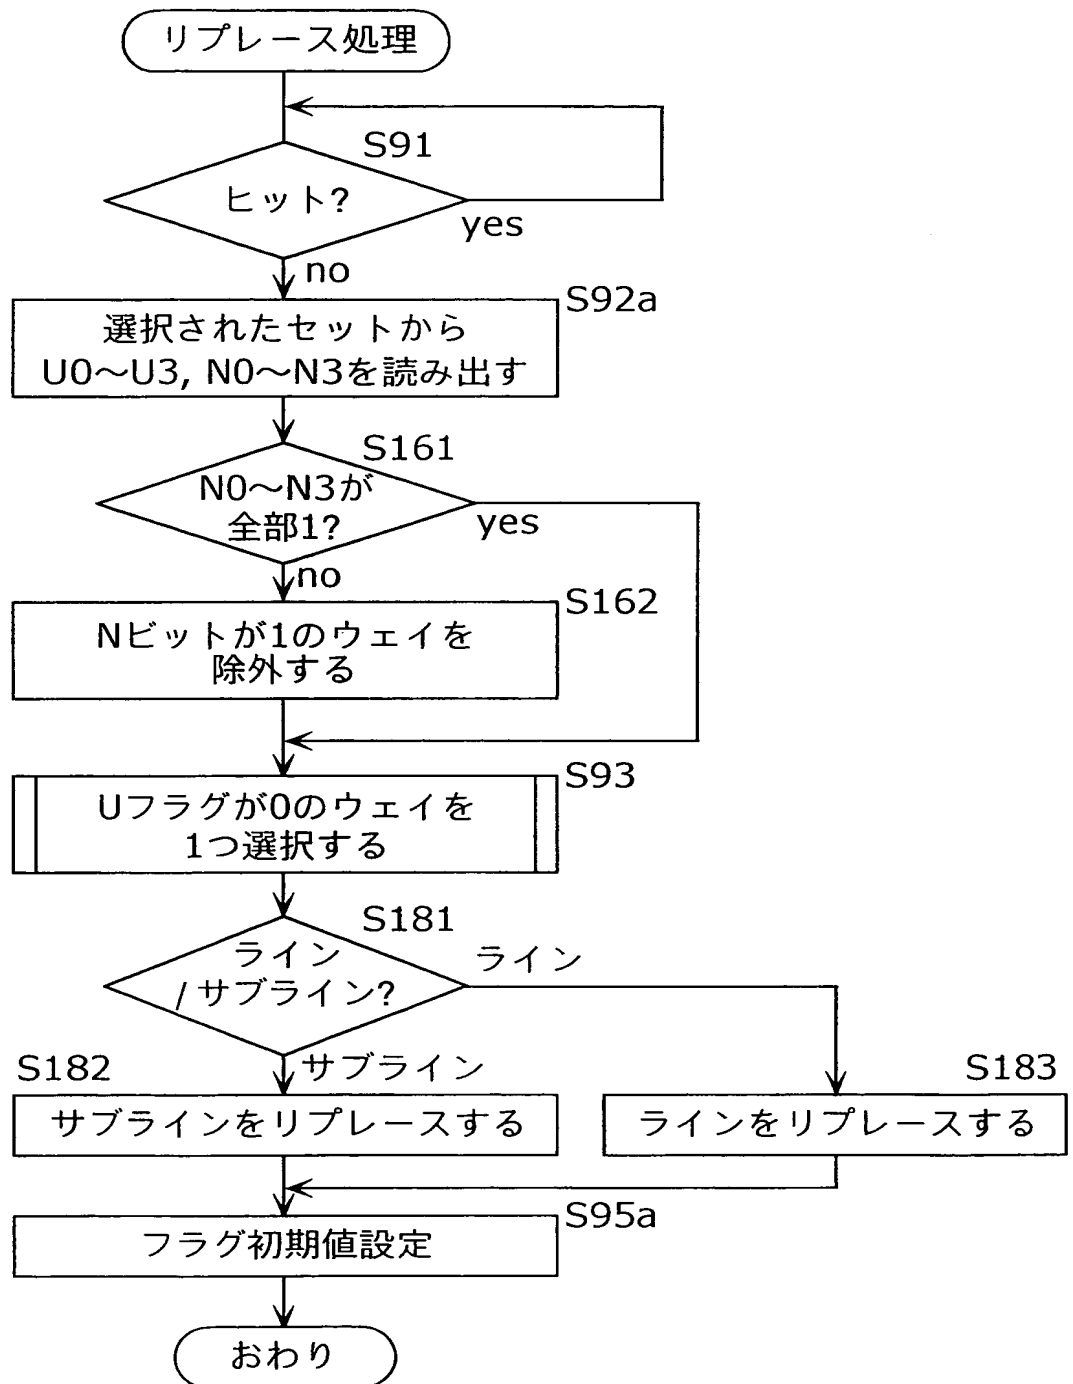 リプレース処理
S91
ヒット?
yes
no
S92a
選択されたセットから
U0～U3, N0～N3を読み出す
S161
N0～N3が
全部1?
yes
no
S162
Nビットが1のウェイを
除外する
S93
Uフラグが0のウェイを
1つ選択する
S181
ライン
/サブライン?
ライン
サブライン
S182
サブラインをリプレースする
S183
ラインをリプレースする
S95a
フラグ初期値設定
おわり